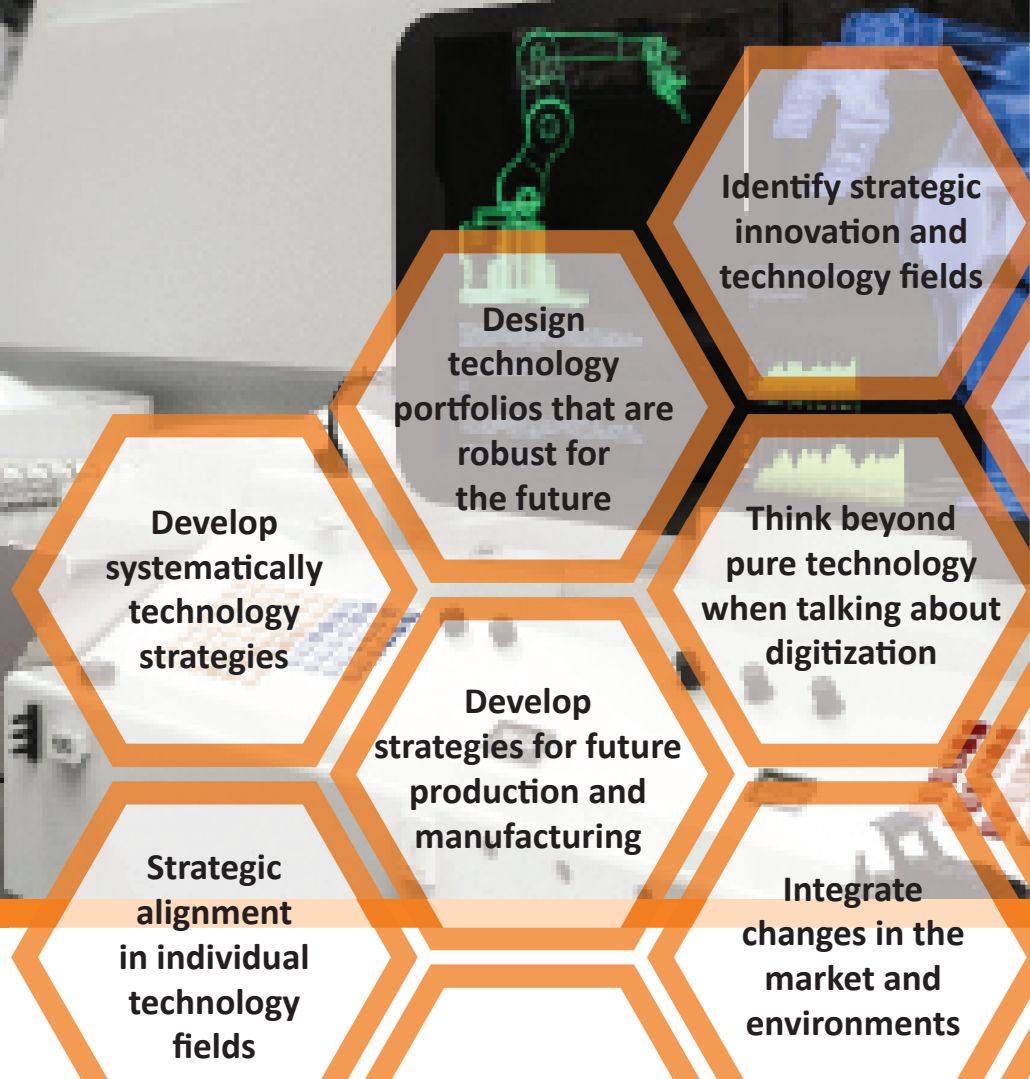 Identify strategic
innovation and
technology fields
Design
technology
portfolios that are
robust for
the future
Develop
systematically
technology
strategies
Think beyond
pure technology
when talking about
digitization
Develop
strategies for future
production and
manufacturing
Strategic
alignment
in individual
technology
fields
Integrate
changes in the
market and
environments